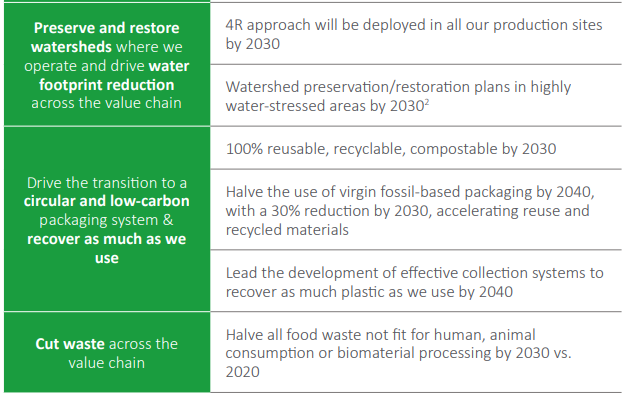 Preserve and restore
watersheds where we
operate and drive water
footprint reduction
across the value chain
4R approach will be deployed in all our production sites
by 2030
Watershed preservation/restoration plans in highly
water-stressed areas by 2030²
Drive the transition to a
circular and low-carbon
packaging system &
recover as much as we
use
100% reusable, recyclable, compostable by 2030
Halve the use of virgin fossil-based packaging by 2040,
with a 30% reduction by 2030, accelerating reuse and
recycled materials
Lead the development of effective collection systems to
recover as much plastic as we use by 2040
Cut waste across the
value chain
Halve all food waste not fit for human, animal
consumption or biomaterial processing by 2030 vs.
2020